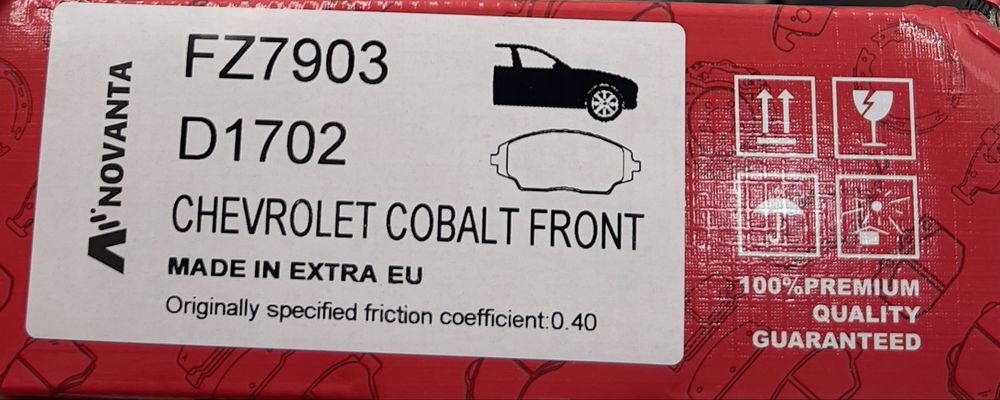 NOVANTA
FZ7903
D1702
CHEVROLET COBALT FRONT
MADE IN EXTRA EU
Originally specified friction coefficient:0.40
100%PREMIUM
QUALITY
GUARANTEED